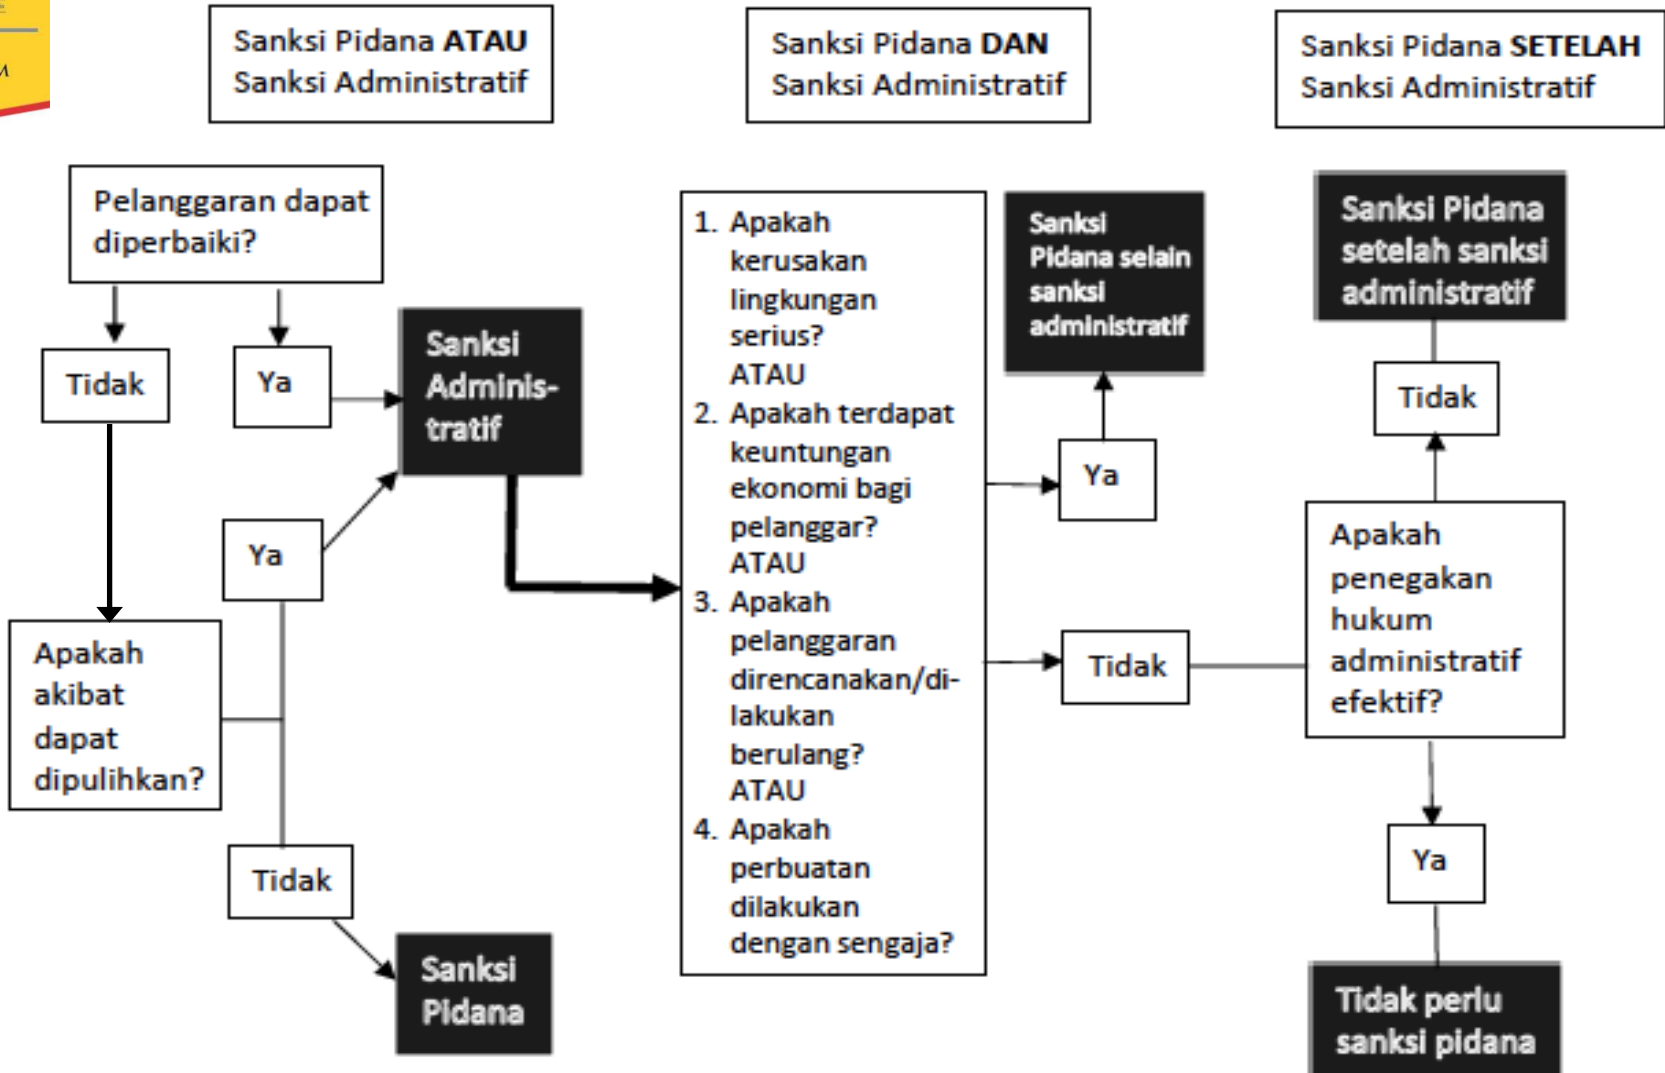 Sanksi Pidana ATAU
Sanksi Administratif
Sanksi Pidana DAN
Sanksi Administratif
Sanksi Pidana SETELAH
Sanksi Administratif
Pelanggaran dapat
diperbaiki?
Tidak
Ya
Sanksi
Adminis-
tratif
Ya
Apakah
akibat
dapat
dipulihkan?
Tidak
Sanksi
Pidana
1. Apakah
kerusakan
lingkungan
serius?
ATAU
2. Apakah terdapat
keuntungan
ekonomi bagi
pelanggar?
ATAU
3. Apakah
pelanggaran
direncanakan/di-
lakukan
berulang?
ATAU
4. Apakah
perbuatan
dilakukan
dengan sengaja?
Sanksi
Pidana selain
sanksi
administratif
Ya
Tidak
Sanksi Pidana
setelah sanksi
administratif
Tidak
Apakah
penegakan
hukum
administratif
efektif?
Ya
Tidak perlu
sanksi pidana